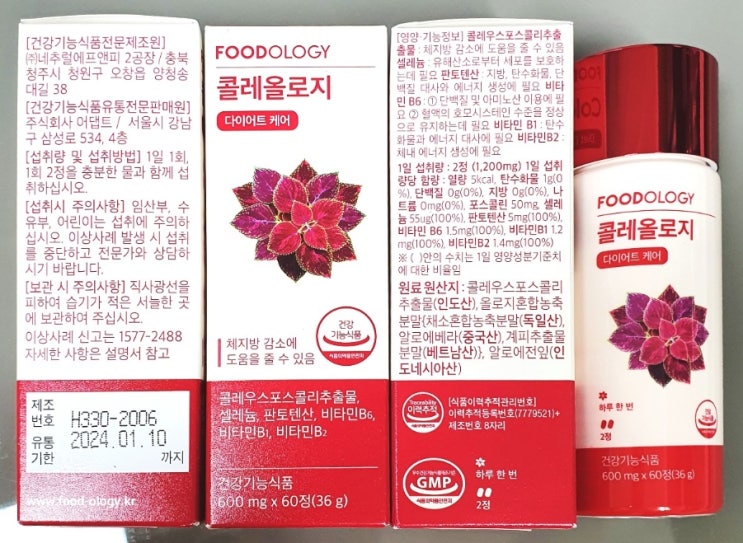 [건강기능식품전문제조원]
㈜네추럴에프앤피 2공장 / 충북
청주시 청원구 오창읍 양청송
대길 38
[건강기능식품유통전문판매원]
주식회사 어댑트 / 서울시 강남
구 삼성로 534, 4층
[섭취량 및 섭취방법] 1일 1회,
1회 2정을 충분한 물과 함께 섭
취하십시오.
[섭취시 주의사항] 임산부, 수
유부, 어린이는 섭취에 주의하
십시오. 이상사례 발생 시 섭취
를 중단하고 전문가와 상담하
시기 바랍니다.
[보관 시 주의사항] 직사광선을
피하여 습기가 적은 서늘한 곳
에 보관하여 주십시오.
이상사례 신고는 1577-2488
자세한 사항은 설명서 참고
제조
번호 H330-2006
유통 2024.01.10
기한 까지
www.food-ology.kr
FOODOLOGY
콜레올로지
다이어트 케어
건강
기능식품
식품의약품안전처
체지방 감소에
도움을 줄 수 있음
콜레우스포스콜리추출물,
셀레늄, 판토텐산, 비타민B₆,
비타민B₁, 비타민B₂
건강기능식품
600 mg x 60정(36 g)
[영양·기능정보] 콜레우스포스콜리추출
출물 : 체지방 감소에 도움을 줄 수 있음
셀레늄 : 유해산소로부터 세포를 보호하
는데 필요 판토텐산 : 지방, 탄수화물, 단
백질 대사와 에너지 생성에 필요 비타
민 B6 : ① 단백질 및 아미노산 이용에 필
요 ② 혈액의 호모시스테인 수준을 정상
으로 유지하는데 필요 비타민 B1 : 탄수
화물과 에너지 대사에 필요 비타민B2 :
체내 에너지 생성에 필요
1일 섭취량 : 2정 (1,200mg) 1일 섭취
량당 함량 : 열량 5kcal, 탄수화물 1g(0
%), 단백질 0g(0%), 지방 0g(0%), 나
트륨 0mg(0%), 포스콜린 50mg, 셀레
늄 55ug(100%), 판토텐산 5mg(100%),
비타민 B6 1.5mg(100%), 비타민B1 1.2
mg(100%), 비타민B2 1.4mg(100%)
※ ( )안의 수치는 1일 영양성분기준치
에 대한 비율임
원료 원산지 : 콜레우스포스콜리
추출물(인도산), 올로지혼합농축
분말{채소혼합농축분말(독일산),
알로에베라(중국산), 계피추출분
말(베트남산)}, 알로에전잎(인
도네시아산)
Traceability
이력추적
식품의약품안전처
[식품이력추적관리번호]
이력추적등록번호(7779521)+
제조번호 8자리
GMP
식품의약품안전처
하루 한 번
2정
FOODOLOGY
콜레올로지
다이어트 케어
하루 한 번
2정
건강기능식품
600 mg x 60정(36 g)